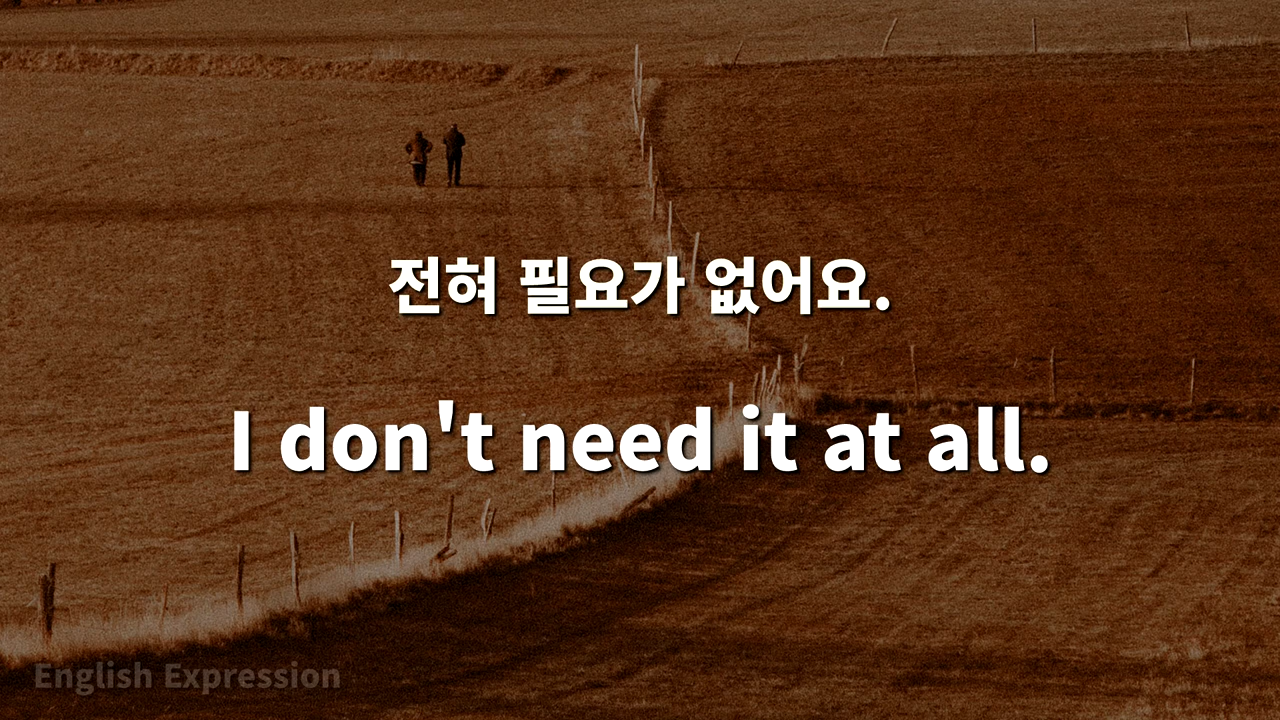 전혀 필요가 없어요.
I don't need it at all.
English Expression